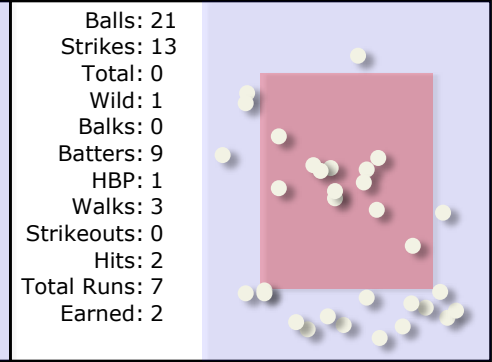 Balls: 21
Strikes: 13
Total: 0
Wild: 1
Balks: 0
Batters: 9
HBP: 1
Walks: 3
Strikeouts: 0
Hits: 2
Total Runs: 7
Earned: 2